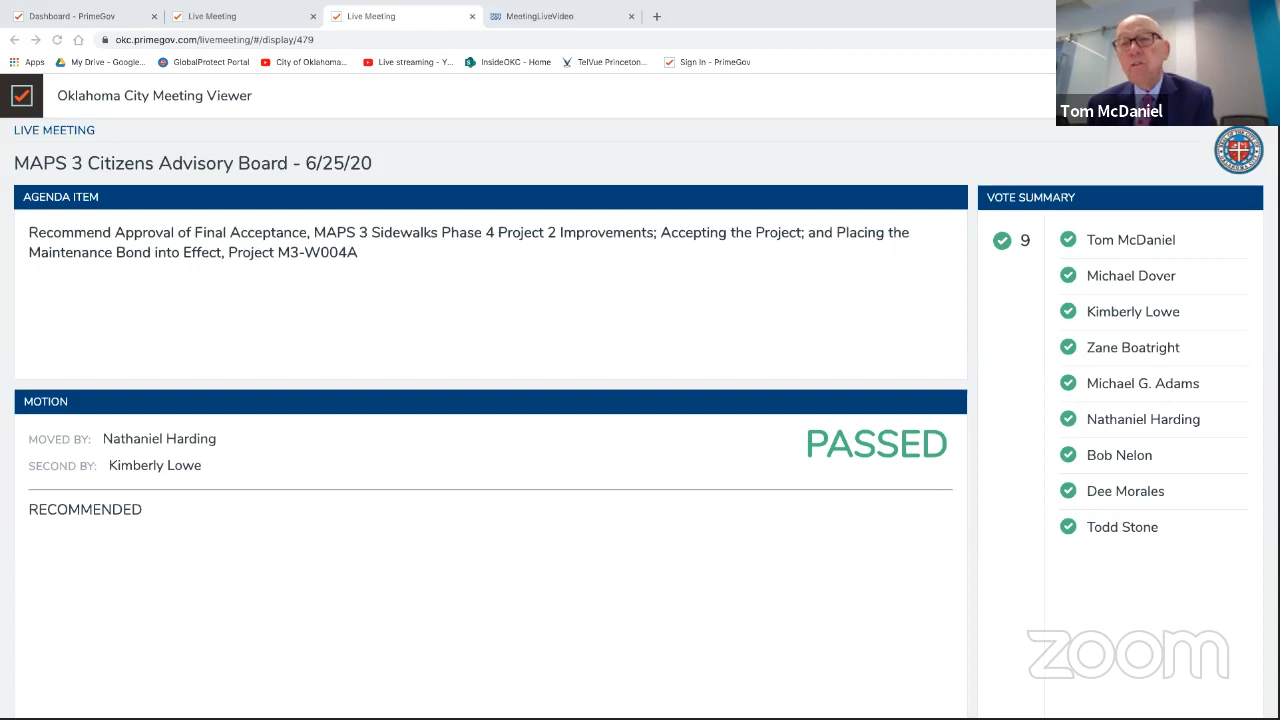 Dashboard - PrimeGov
Live Meeting
Live Meeting
MeetingLiveVideo
okc.primegov.com/livemeeting/#/display/479
Apps
My Drive - Google...
GlobalProtect Portal
City of Oklahoma...
Live streaming - Y...
InsideOKC - Home
TelVue Princeton...
Sign In - PrimeGov
Oklahoma City Meeting Viewer
Tom McDaniel
LIVE MEETING
MAPS 3 Citizens Advisory Board - 6/25/20
AGENDA ITEM
Recommend Approval of Final Acceptance, MAPS 3 Sidewalks Phase 4 Project 2 Improvements; Accepting the Project; and Placing the
Maintenance Bond into Effect, Project M3-W004A
MOTION
MOVED BY: Nathaniel Harding
SECOND BY: Kimberly Lowe
PASSED
RECOMMENDED
VOTE SUMMARY
9
Tom McDaniel
Michael Dover
Kimberly Lowe
Zane Boatright
Michael G. Adams
Nathaniel Harding
Bob Nelon
Dee Morales
Todd Stone
zoom